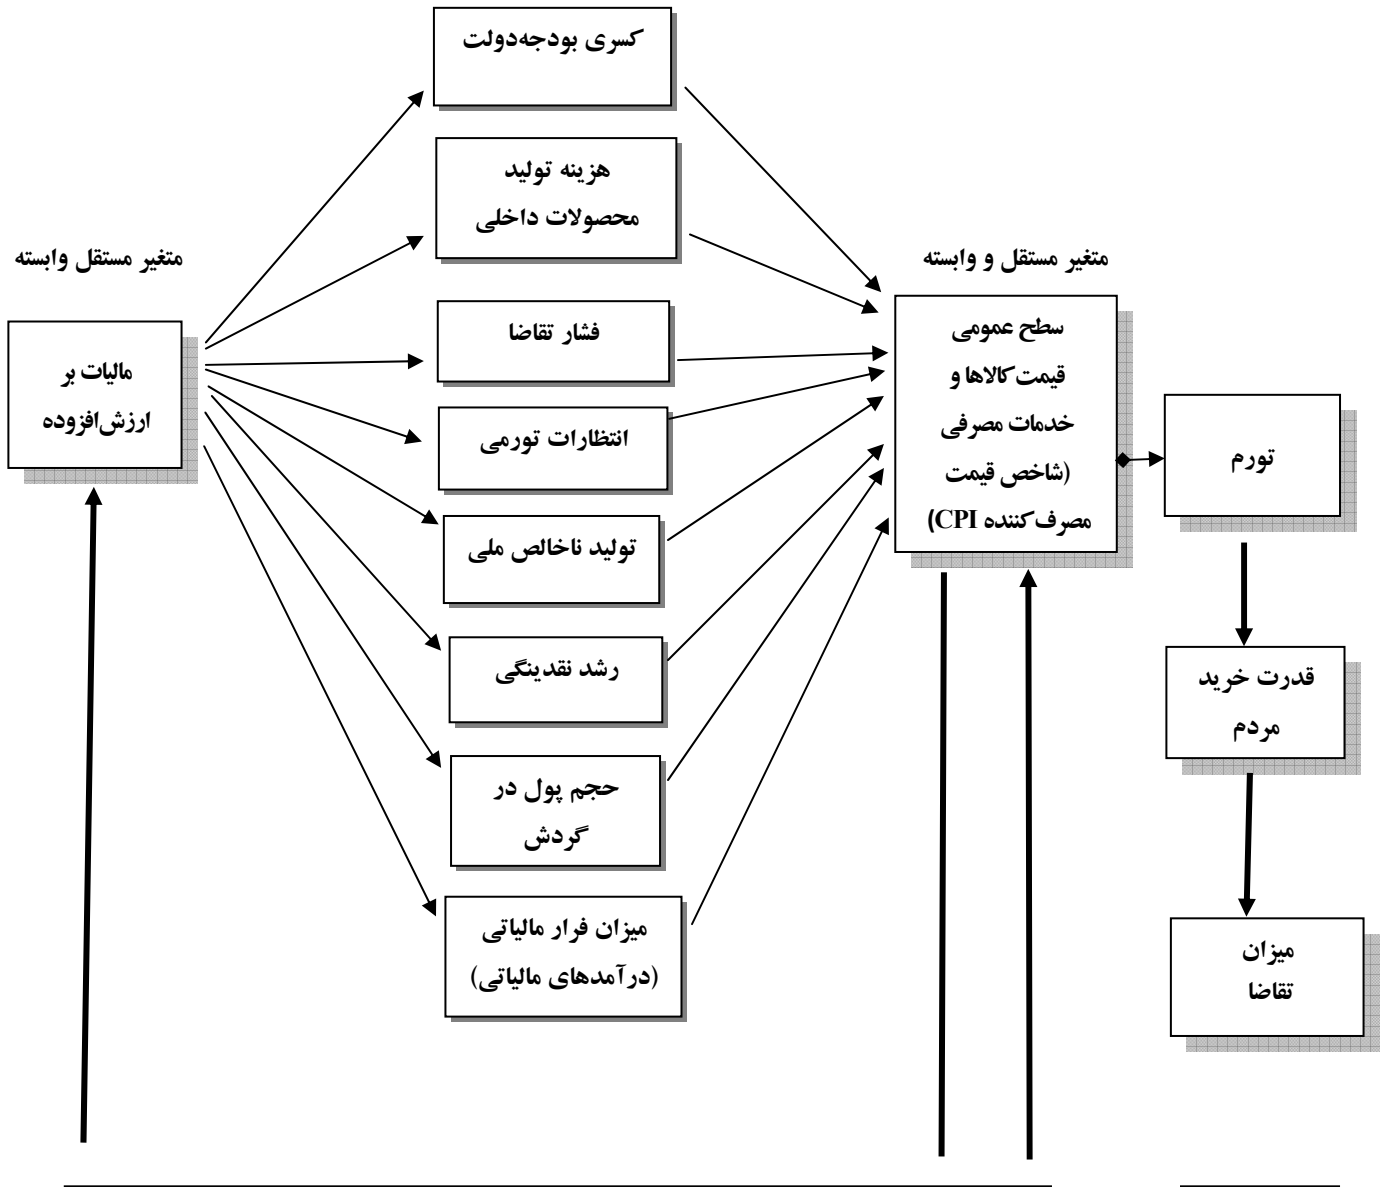 کسری بودجه‌دولت
هزینه تولید
محصولات داخلی
متغیر مستقل وابسته
متغیر مستقل و وابسته
مالیات بر
ارزش‌افزوده
فشار تقاضا
انتظارات تورمی
تولید ناخالص ملی
رشد نقدینگی
حجم پول در
گردش
میزان فرار مالیاتی
(درآمدهای مالیاتی)
سطح عمومی
قیمت کالاها و
خدمات مصرفی
(شاخص قیمت
مصرف کننده CPI)
تورم
قدرت خرید
مردم
میزان
تقاضا